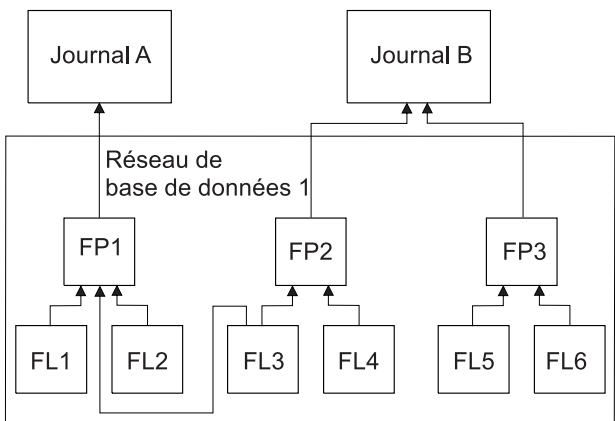 Journal A
Journal B
Réseau de
base de données 1
FP1
FP2
FP3
FL1
FL2
FL3
FL4
FL5
FL6